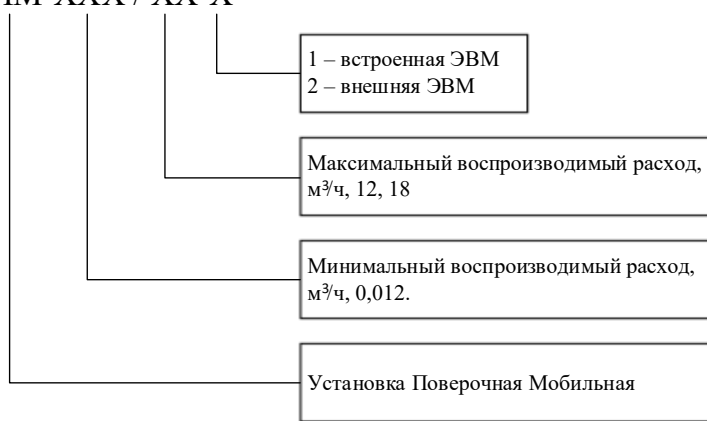 1 – встроенная ЭВМ
2 – внешняя ЭВМ
Максимальный воспроизводимый расход,
м³/ч, 12, 18
Минимальный воспроизводимый расход,
м³/ч, 0,012.
Установка Поверочная Мобильная